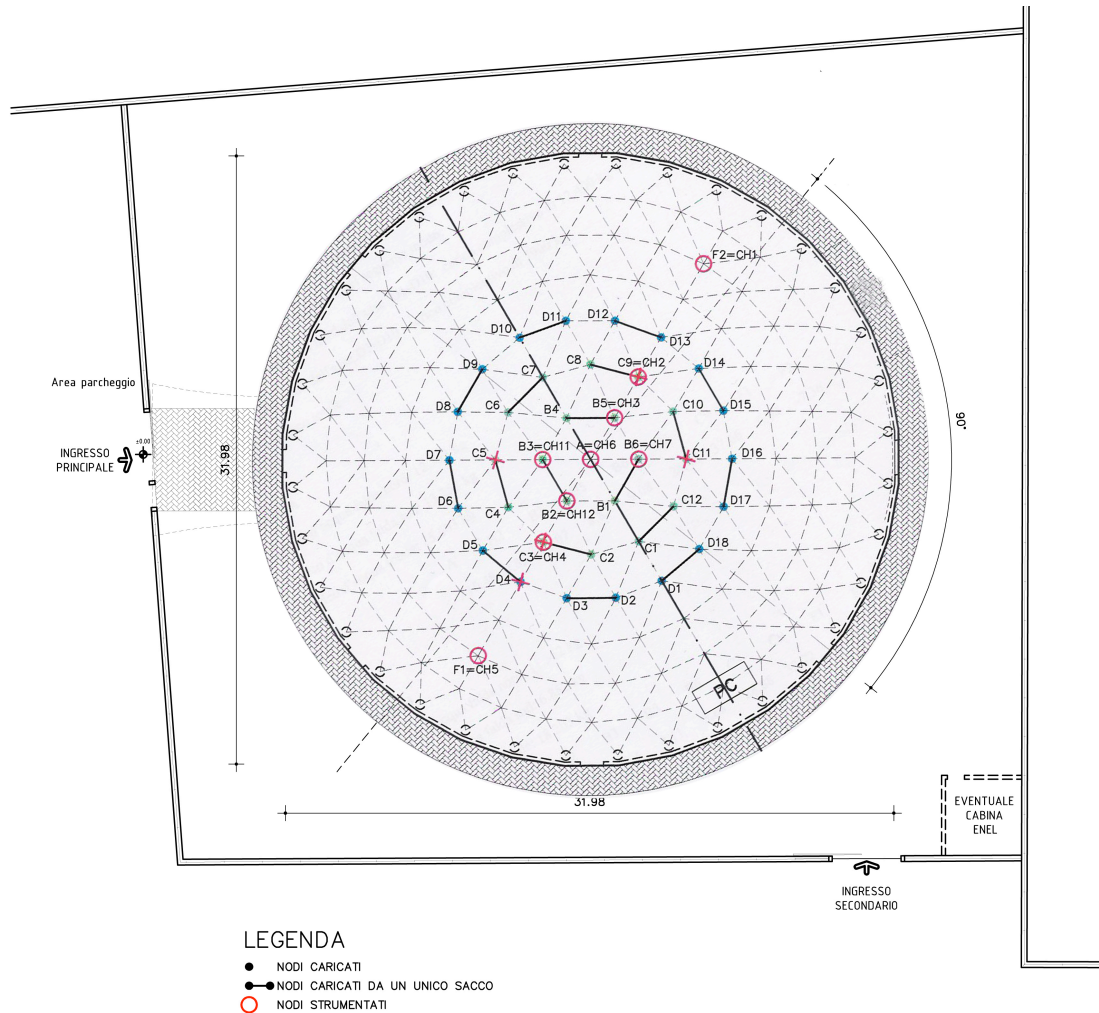 F2=CH1
90°
D11
D12
D10
D13
C8
C9=CH2
D9
D14
C7
Area parcheggio
D8
C6
B4
B5=CH3
C10
D15
±0.00
INGRESSO
PRINCIPALE
31.98
D7
C5
B3=CH11
A=CH6
B6=CH7
C11
D16
D6
C4
B2=CH12
B1
C12
D17
D5
C3=CH4
C2
C1
D18
D4
D3
D2
D1
F1=CH5
PC
31.98
EVENTUALE
CABINA
ENEL
INGRESSO
SECONDARIO
LEGENDA
NODI CARICATI
NODI CARICATI DA UN UNICO SACCO
NODI STRUMENTATI